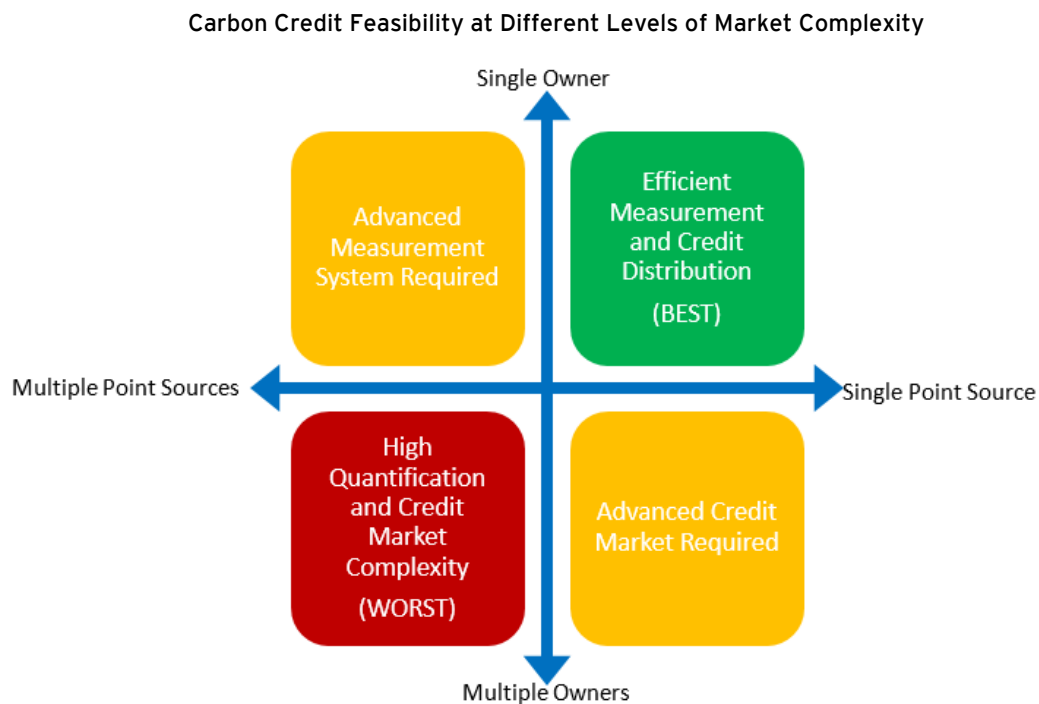 Carbon Credit Feasibility at Different Levels of Market Complexity
Single Owner
Advanced
Measurement
System Required
Efficient
Measurement
and Credit
Distribution
(BEST)
Multiple Point Sources
Single Point Source
High
Quantification
and Credit
Market
Complexity
(WORST)
Advanced Credit
Market Required
Multiple Owners